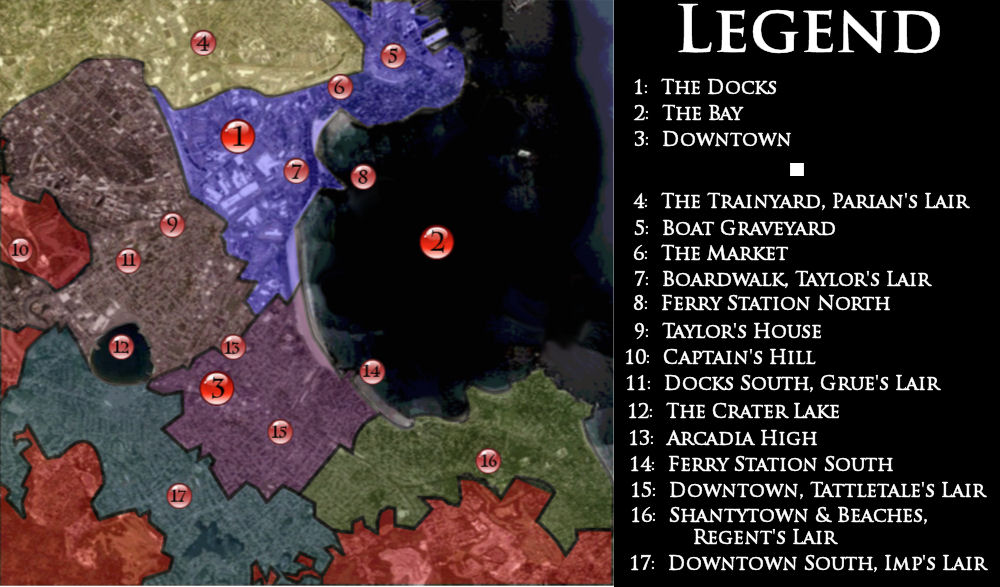 LEGEND
1: THE DOCKS
2: THE BAY
3: DOWNTOWN
4: THE TRAINYARD, PARIAN'S LAIR
5: BOAT GRAVEYARD
6: THE MARKET
7: BOARDWALK, TAYLOR'S LAIR
8: FERRY STATION NORTH
9: TAYLOR'S HOUSE
10: CAPTAIN'S HILL
11: DOCKS SOUTH, GRUE'S LAIR
12: THE CRATER LAKE
13: ARCADIA HIGH
14: FERRY STATION SOUTH
15: DOWNTOWN, TATTLETALE'S LAIR
16: SHANTYTOWN & BEACHES,
REGENT'S LAIR
17: DOWNTOWN SOUTH, IMP'S LAIR
4
5
6
1
7
8
9
2
10
11
12
13
14
3
15
16
17